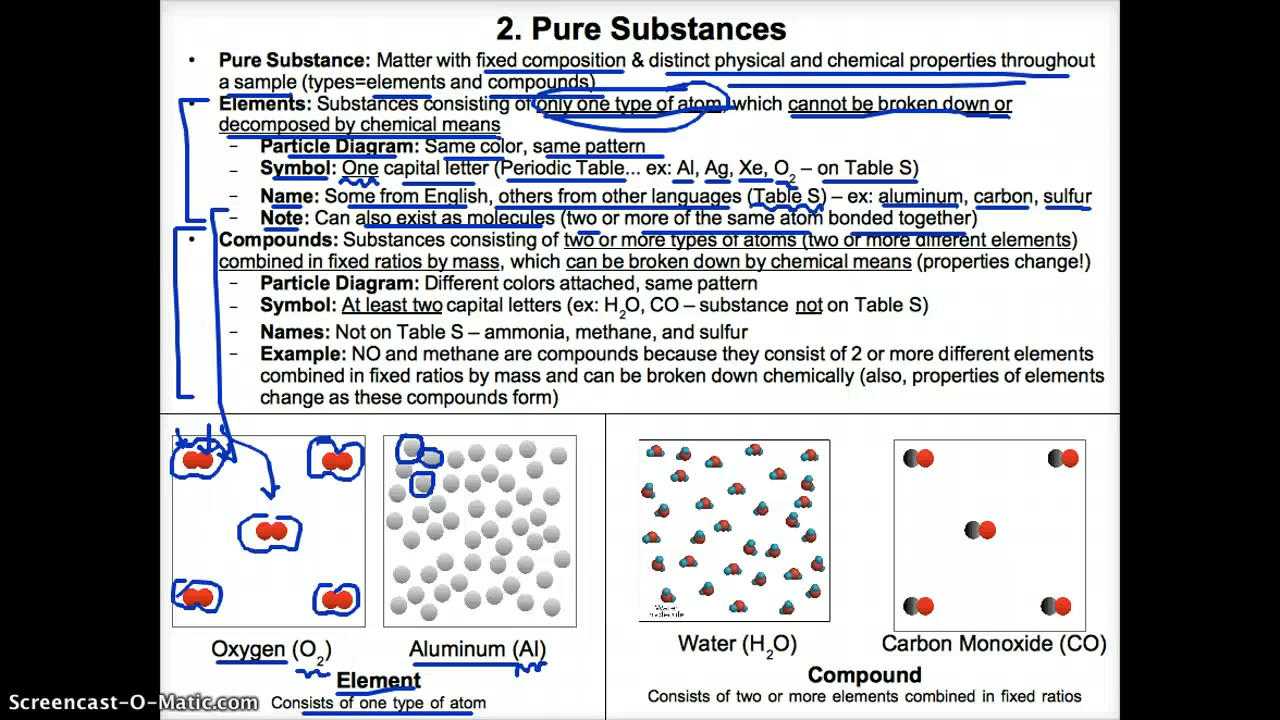 2. Pure Substances
• Pure Substance: Matter with fixed composition & distinct physical and chemical properties throughout
a sample (types=elements and compounds)
• Elements: Substances consisting of only one type of atom, which cannot be broken down or
decomposed by chemical means
– Particle Diagram: Same color, same pattern
– Symbol: One capital letter (Periodic Table... ex: Al, Ag, Xe, O₂ – on Table S)
– Name: Some from English, others from other languages (Table S) – ex: aluminum, carbon, sulfur
– Note: Can also exist as molecules (two or more of the same atom bonded together)
• Compounds: Substances consisting of two or more types of atoms (two or more different elements)
combined in fixed ratios by mass, which can be broken down by chemical means (properties change!)
– Particle Diagram: Different colors attached, same pattern
– Symbol: At least two capital letters (ex: H₂O, CO – substance not on Table S)
– Names: Not on Table S – ammonia, methane, and sulfur
– Example: NO and methane are compounds because they consist of 2 or more different elements
combined in fixed ratios by mass and can be broken down chemically (also, properties of elements
change as these compounds form)
Water
molecule
Oxygen (O₂)
Aluminum (Al)
Water (H₂O)
Carbon Monoxide (CO)
Element
Consists of one type of atom
Compound
Consists of two or more elements combined in fixed ratios
Screencast-O-Matic.com